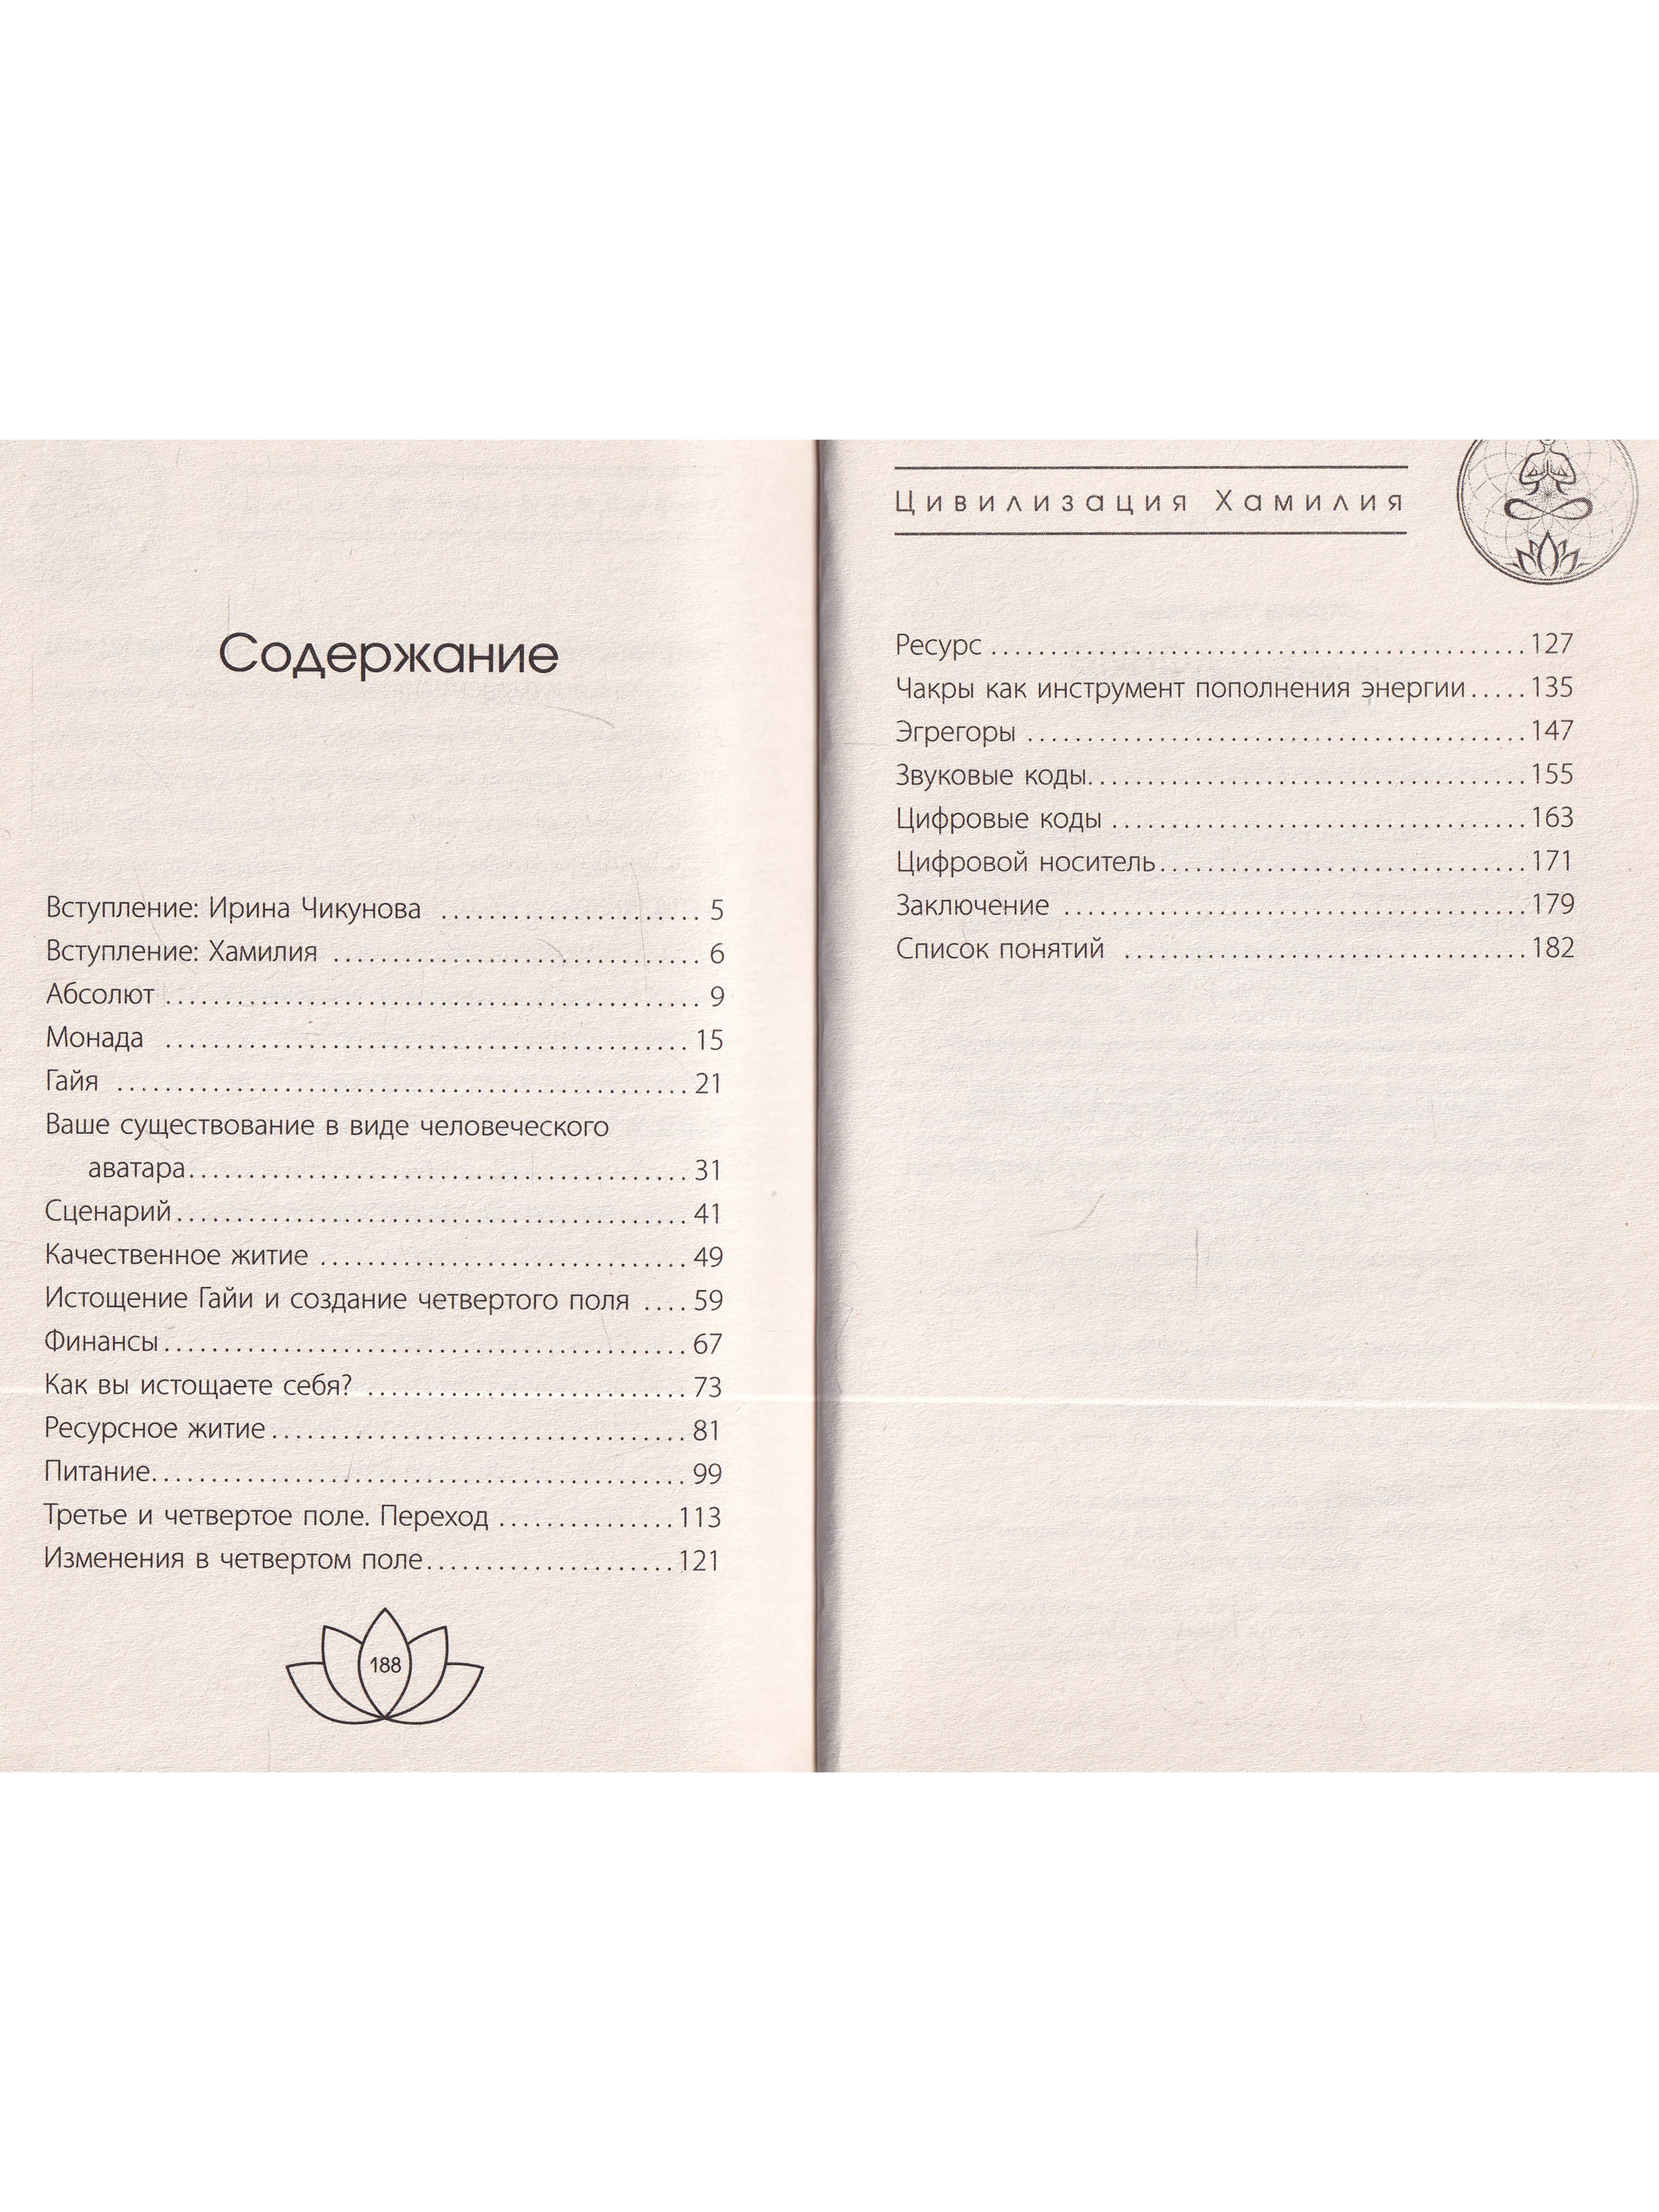 Содержание
Вступление: Ирина Чикунова ...................... 5
Вступление: Хамилия ............................... 6
Абсолют ............................................. 9
Монада ............................................ 15
Гайя ................................................ 21
Ваше существование в виде человеческого
аватара.......................................... 31
Сценарий........................................... 41
Качественное житие ............................... 49
Истощение Гайи и создание четвертого поля .... 59
Финансы............................................ 67
Как вы истощаете себя? ........................... 73
Ресурсное житие................................... 81
Питание............................................. 99
Третье и четвертое поле. Переход ............... 113
Изменения в четвертом поле..................... 121
188
Цивилизация Хамилия
Ресурс ............................................. 127
Чакры как инструмент пополнения энергии..... 135
Эгрегоры .......................................... 147
Звуковые коды..................................... 155
Цифровые коды ................................... 163
Цифровой носитель............................... 171
Заключение ....................................... 179
Список понятий .................................. 182